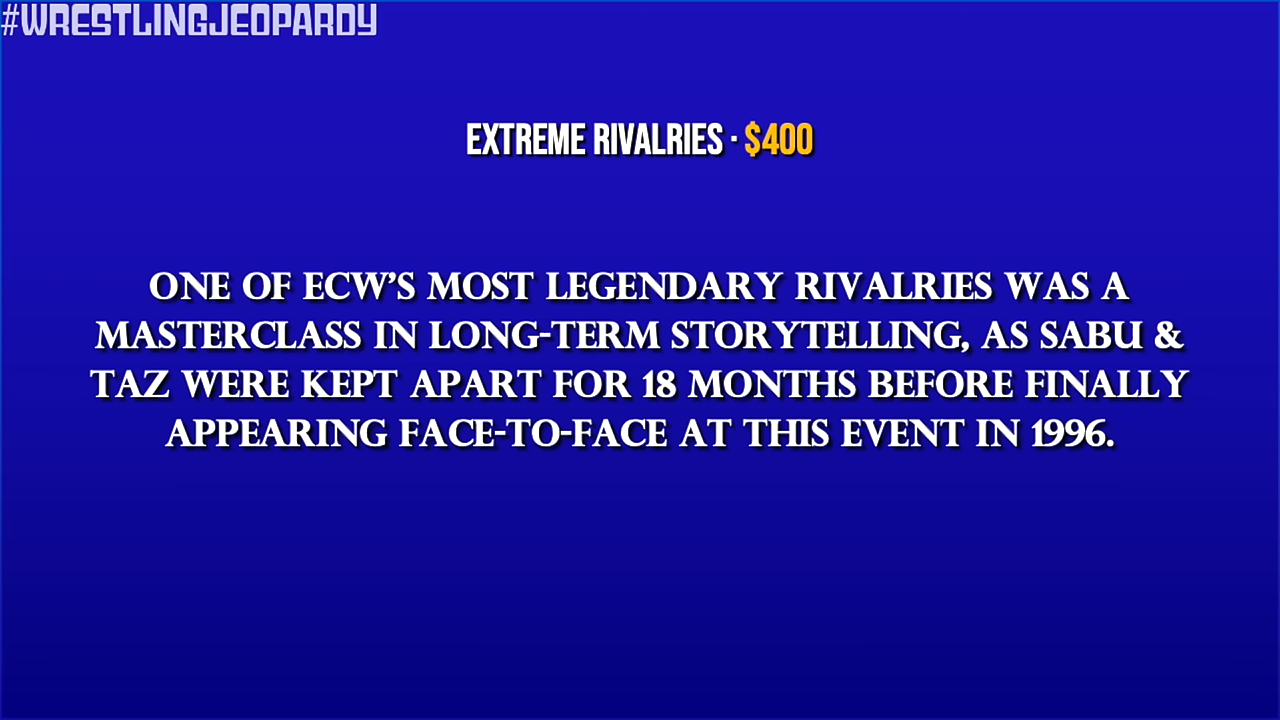 #WRESTLINGJEOPARDY
EXTREME RIVALRIES · $400
ONE OF ECW'S MOST LEGENDARY RIVALRIES WAS A
MASTERCLASS IN LONG-TERM STORYTELLING, AS SABU &
TAZ WERE KEPT APART FOR 18 MONTHS BEFORE FINALLY
APPEARING FACE-TO-FACE AT THIS EVENT IN 1996.